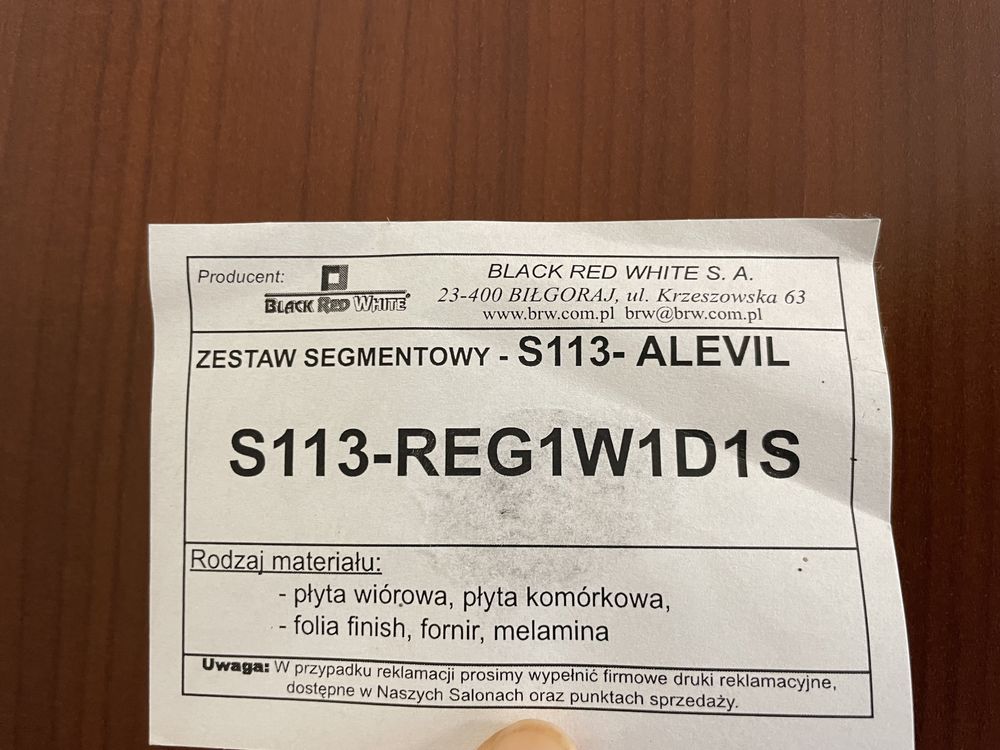 Producent:
BLACK RED WHITE
BLACK RED WHITE S. A.
23-400 BIŁGORAJ, ul. Krzeszowska 63
www.brw.com.pl brw@brw.com.pl
ZESTAW SEGMENTOWY - S113- ALEVIL
S113-REG1W1D1S
Rodzaj materiału:
- płyta wiórowa, płyta komórkowa,
- folia finish, fornir, melamina
Uwaga: W przypadku reklamacji prosimy wypełnić firmowe druki reklamacyjne,
dostępne w Naszych Salonach oraz punktach sprzedaży.